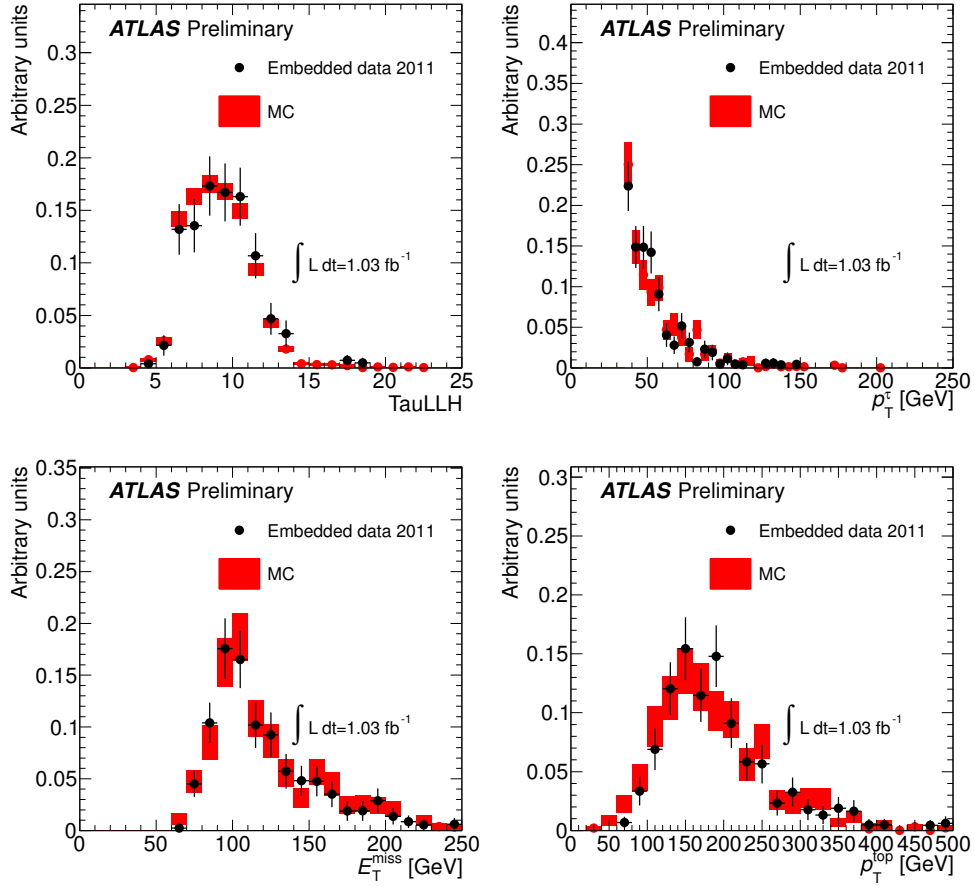 ATLAS Preliminary
Arbitrary units
Embedded data 2011
MC
∫ L dt=1.03 fb⁻¹
0.3
0.25
0.2
0.15
0.1
0.05
0
0 5 10 15 20 25
TauLLH
ATLAS Preliminary
Arbitrary units
Embedded data 2011
MC
∫ L dt=1.03 fb⁻¹
0.4
0.35
0.3
0.25
0.2
0.15
0.1
0.05
0
0 50 100 150 200 250
p_T^τ [GeV]
ATLAS Preliminary
Arbitrary units
Embedded data 2011
MC
∫ L dt=1.03 fb⁻¹
0.35
0.3
0.25
0.2
0.15
0.1
0.05
0
0 50 100 150 200 250
E_T^miss [GeV]
ATLAS Preliminary
Arbitrary units
Embedded data 2011
MC
∫ L dt=1.03 fb⁻¹
0.3
0.25
0.2
0.15
0.1
0.05
0
0 50 100 150 200 250 300 350 400 450 500
p_T^top [GeV]